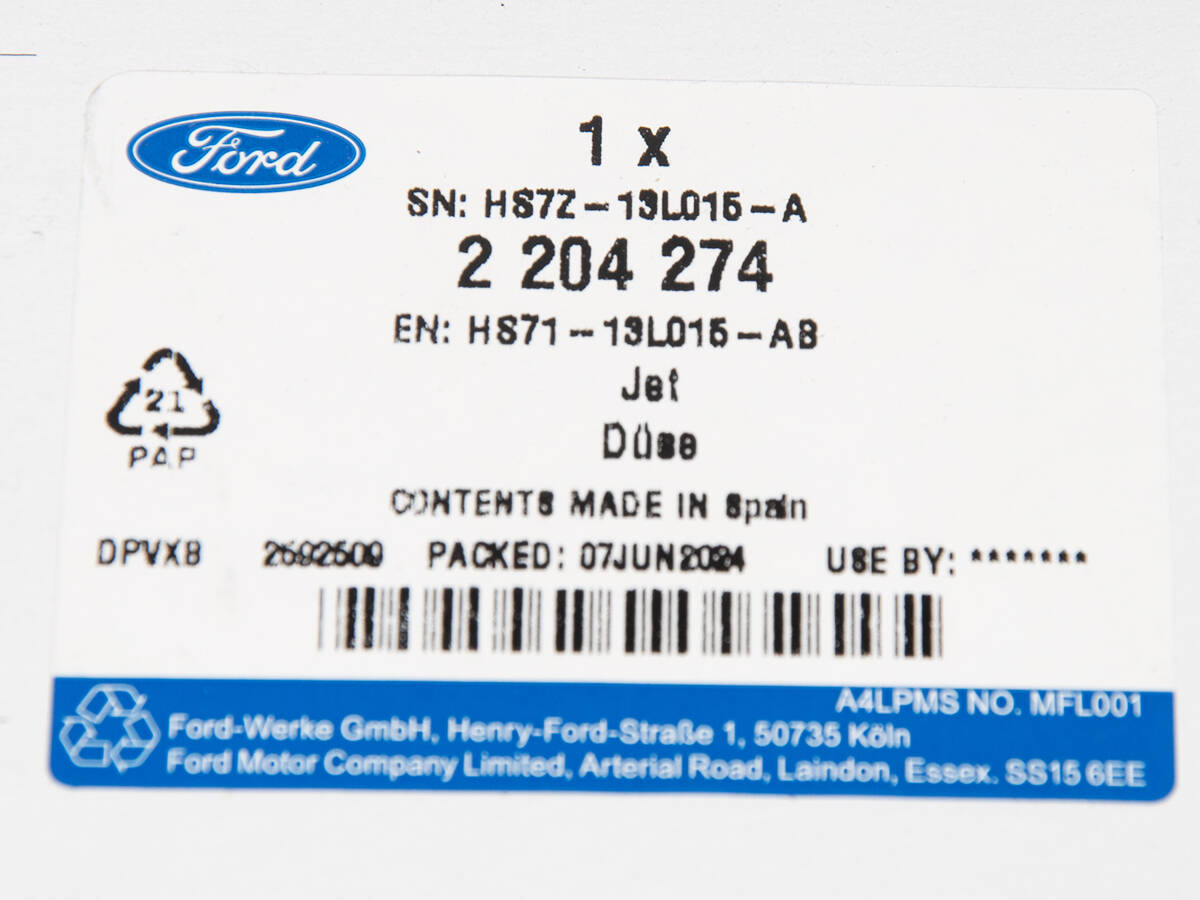 Ford
1 x
SN: HS7Z-13L015-A
2 204 274
EN: HS71-13L015-AB
Jet
Düse
21
PAP
CONTENTS MADE IN Spain
DPVXB PACKED: 07JUN2024 USE BY: *******
A4LPMS NO. MFL001
Ford-Werke GmbH, Henry-Ford-Straße 1, 50735 Köln
Ford Motor Company Limited, Arterial Road, Laindon, Essex. SS15 6EE